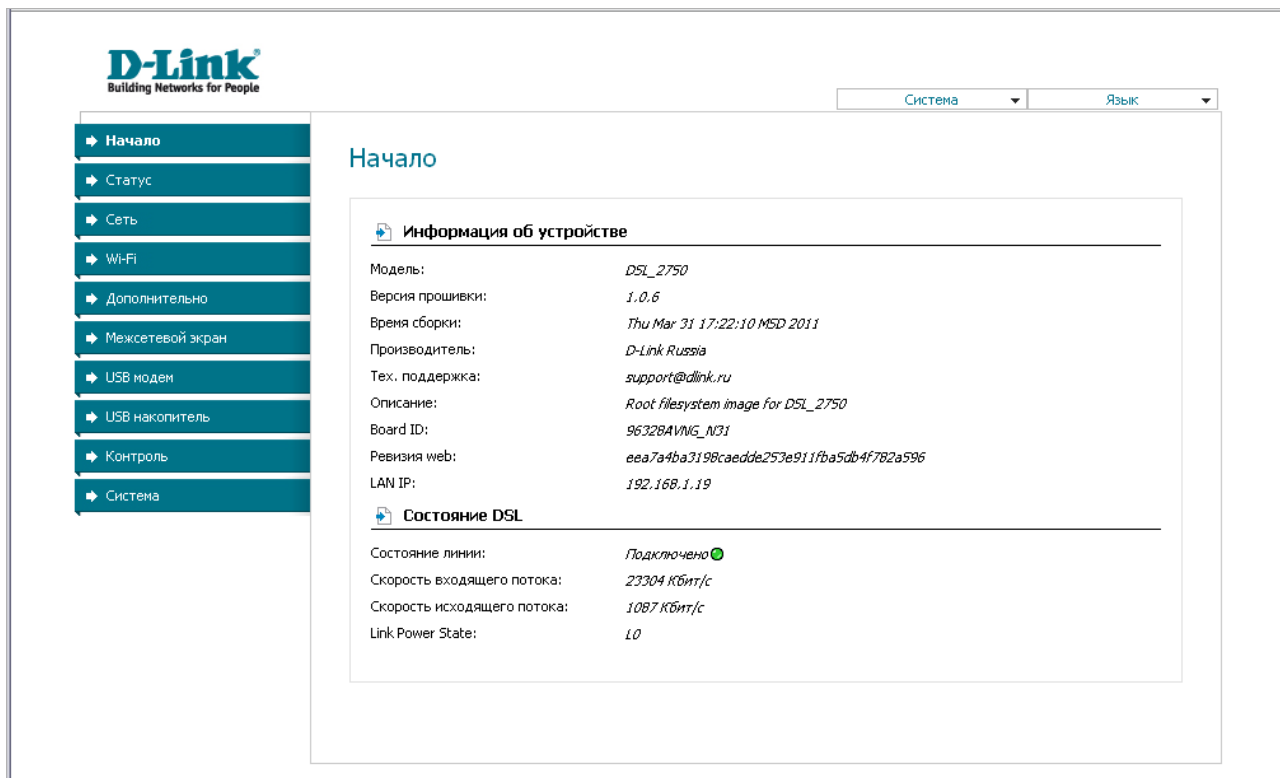 D-Link
Building Networks for People
Система
Язык
Начало
Статус
Сеть
Wi-Fi
Дополнительно
Межсетевой экран
USB модем
USB накопитель
Контроль
Система
Начало
Информация об устройстве
Модель: DSL_2750
Версия прошивки: 1.0.6
Время сборки: Thu Mar 31 17:22:10 MSD 2011
Производитель: D-Link Russia
Тех. поддержка: support@dlink.ru
Описание: Root filesystem image for DSL_2750
Board ID: 96328AVNG_N31
Ревизия web: eea7a4ba3198caedde253e911fba5db4f782a596
LAN IP: 192.168.1.19
Состояние DSL
Состояние линии: Подключено
Скорость входящего потока: 23304 Кбит/с
Скорость исходящего потока: 1087 Кбит/с
Link Power State: L0